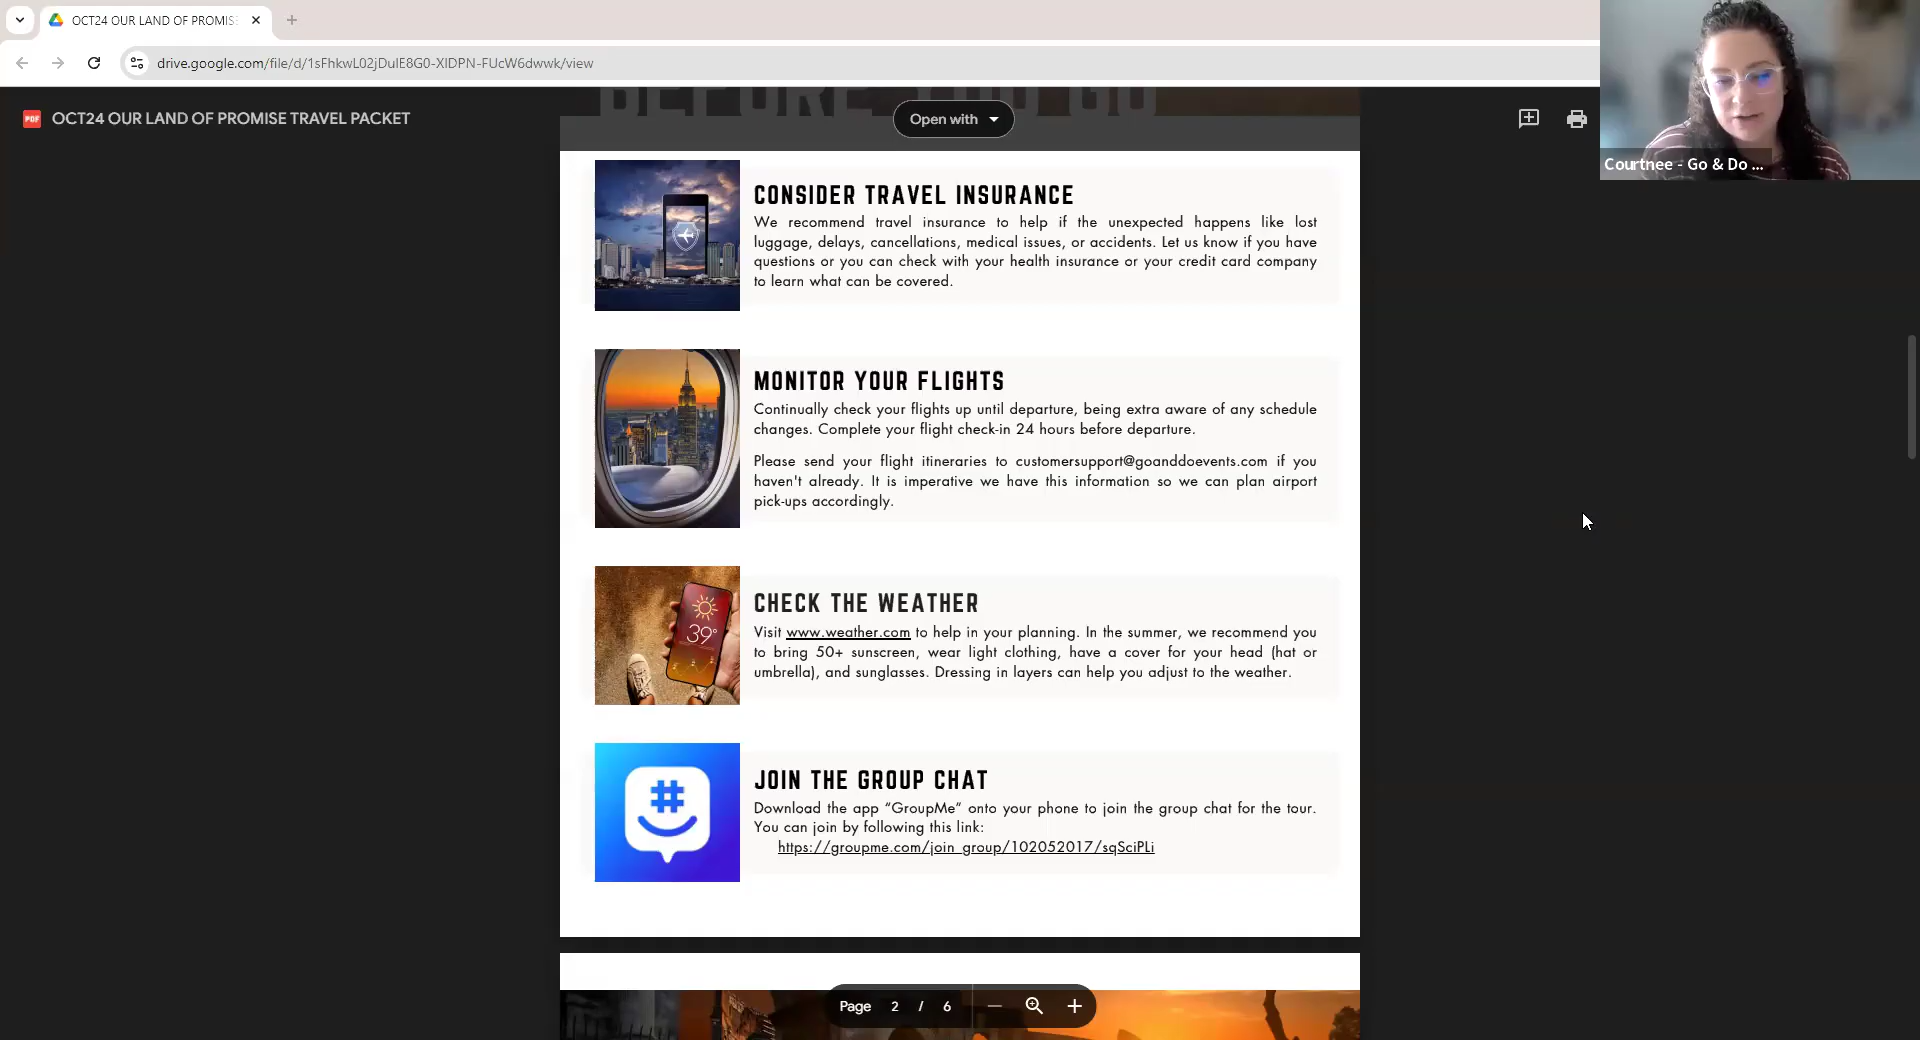 OCT24 OUR LAND OF PROMIS
drive.google.com/file/d/1sFhkwL02jDulE8G0-XlDPN-FUcW6dwwk/view
BEFORE YOU GO
PDF
OCT24 OUR LAND OF PROMISE TRAVEL PACKET
Open with
Courtnee - Go & Do ...
CONSIDER TRAVEL INSURANCE
We recommend travel insurance to help if the unexpected happens like lost
luggage, delays, cancellations, medical issues, or accidents. Let us know if you have
questions or you can check with your health insurance or your credit card company
to learn what can be covered.
MONITOR YOUR FLIGHTS
Continually check your flights up until departure, being extra aware of any schedule
changes. Complete your flight check-in 24 hours before departure.
Please send your flight itineraries to customersupport@goanddoevents.com if you
haven't already. It is imperative we have this information so we can plan airport
pick-ups accordingly.
CHECK THE WEATHER
39°
Visit www.weather.com to help in your planning. In the summer, we recommend you
to bring 50+ sunscreen, wear light clothing, have a cover for your head (hat or
umbrella), and sunglasses. Dressing in layers can help you adjust to the weather.
JOIN THE GROUP CHAT
Download the app “GroupMe” onto your phone to join the group chat for the tour.
You can join by following this link:
https://groupme.com/join_group/102052017/sqSciPLi
Page 2 / 6